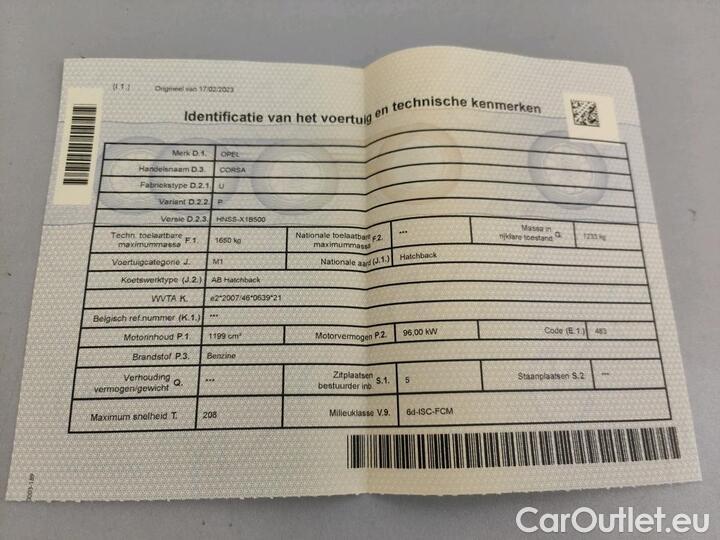 (I.1.) Origineel van 17/02/2023
Identificatie van het voertuig en technische kenmerken
Merk D.1. OPEL
Handelsnaam D.3. CORSA
Fabriekstype D.2.1. U
Variant D.2.2. P
Versie D.2.3. HNSS-X1B500
Techn. toelaatbare maximummassa F.1. 1650 kg Nationale toelaatbare maximummassa F.2. *** Massa in rijklare toestand G. 1233 kg
Voertuigcategorie J. M1 Nationale aard (J.1.) Hatchback
Koetswerktype (J.2.) AB Hatchback
WVTA K. e2*2007/46*0639*21
Belgisch ref.nummer (K.1.) ***
Motorinhoud P.1. 1199 cm³ Motorvermogen P.2. 96,00 kW Code (E.1.) 483
Brandstof P.3. Benzine
Verhouding vermogen/gewicht Q. *** Zitplaatsen bestuurder inb. S.1. 5 Staanplaatsen S.2. ***
Maximum snelheid T. 208 Milieuklasse V.9. 6d-ISC-FCM
CarOutlet.eu